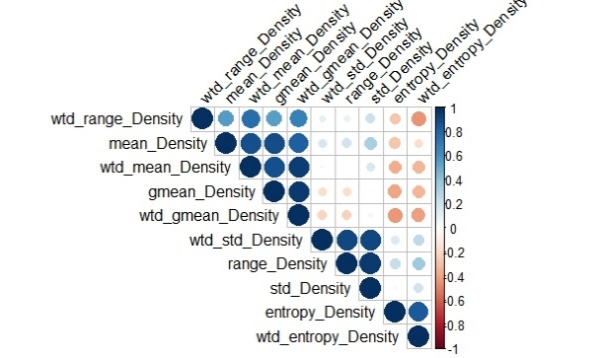 wtd_range_Density
mean_Density
wtd_mean_Density
gmean_Density
wtd_gmean_Density
wtd_std_Density
range_Density
std_Density
entropy_Density
wtd_entropy_Density
wtd_range_Density
mean_Density
wtd_mean_Density
gmean_Density
wtd_gmean_Density
wtd_std_Density
range_Density
std_Density
entropy_Density
wtd_entropy_Density
1
0.8
0.6
0.4
0.2
0
0.2
0.4
0.6
0.8
-1